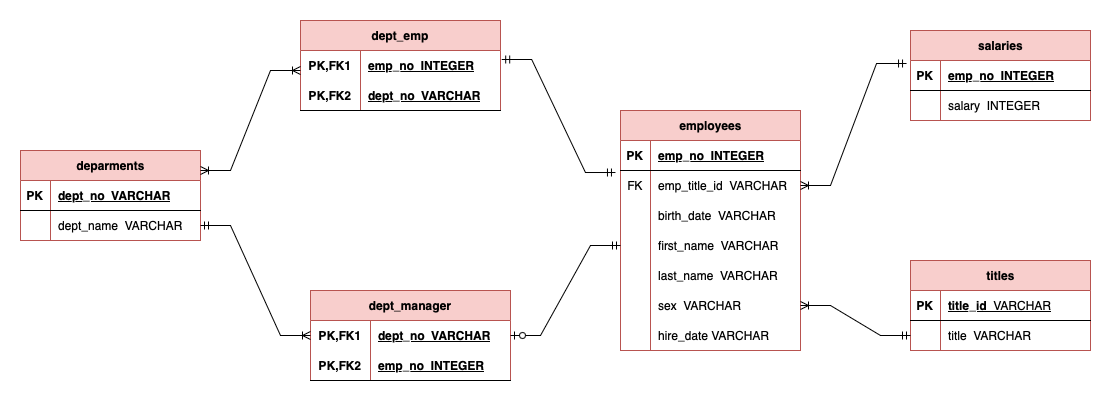 dept_emp
PK,FK1 emp_no INTEGER
PK,FK2 dept_no VARCHAR
salaries
PK emp_no INTEGER
salary INTEGER
employees
PK emp_no INTEGER
FK emp_title_id VARCHAR
birth_date VARCHAR
first_name VARCHAR
last_name VARCHAR
sex VARCHAR
hire_date VARCHAR
deparments
PK dept_no VARCHAR
dept_name VARCHAR
dept_manager
PK,FK1 dept_no VARCHAR
PK,FK2 emp_no INTEGER
titles
PK title_id VARCHAR
title VARCHAR